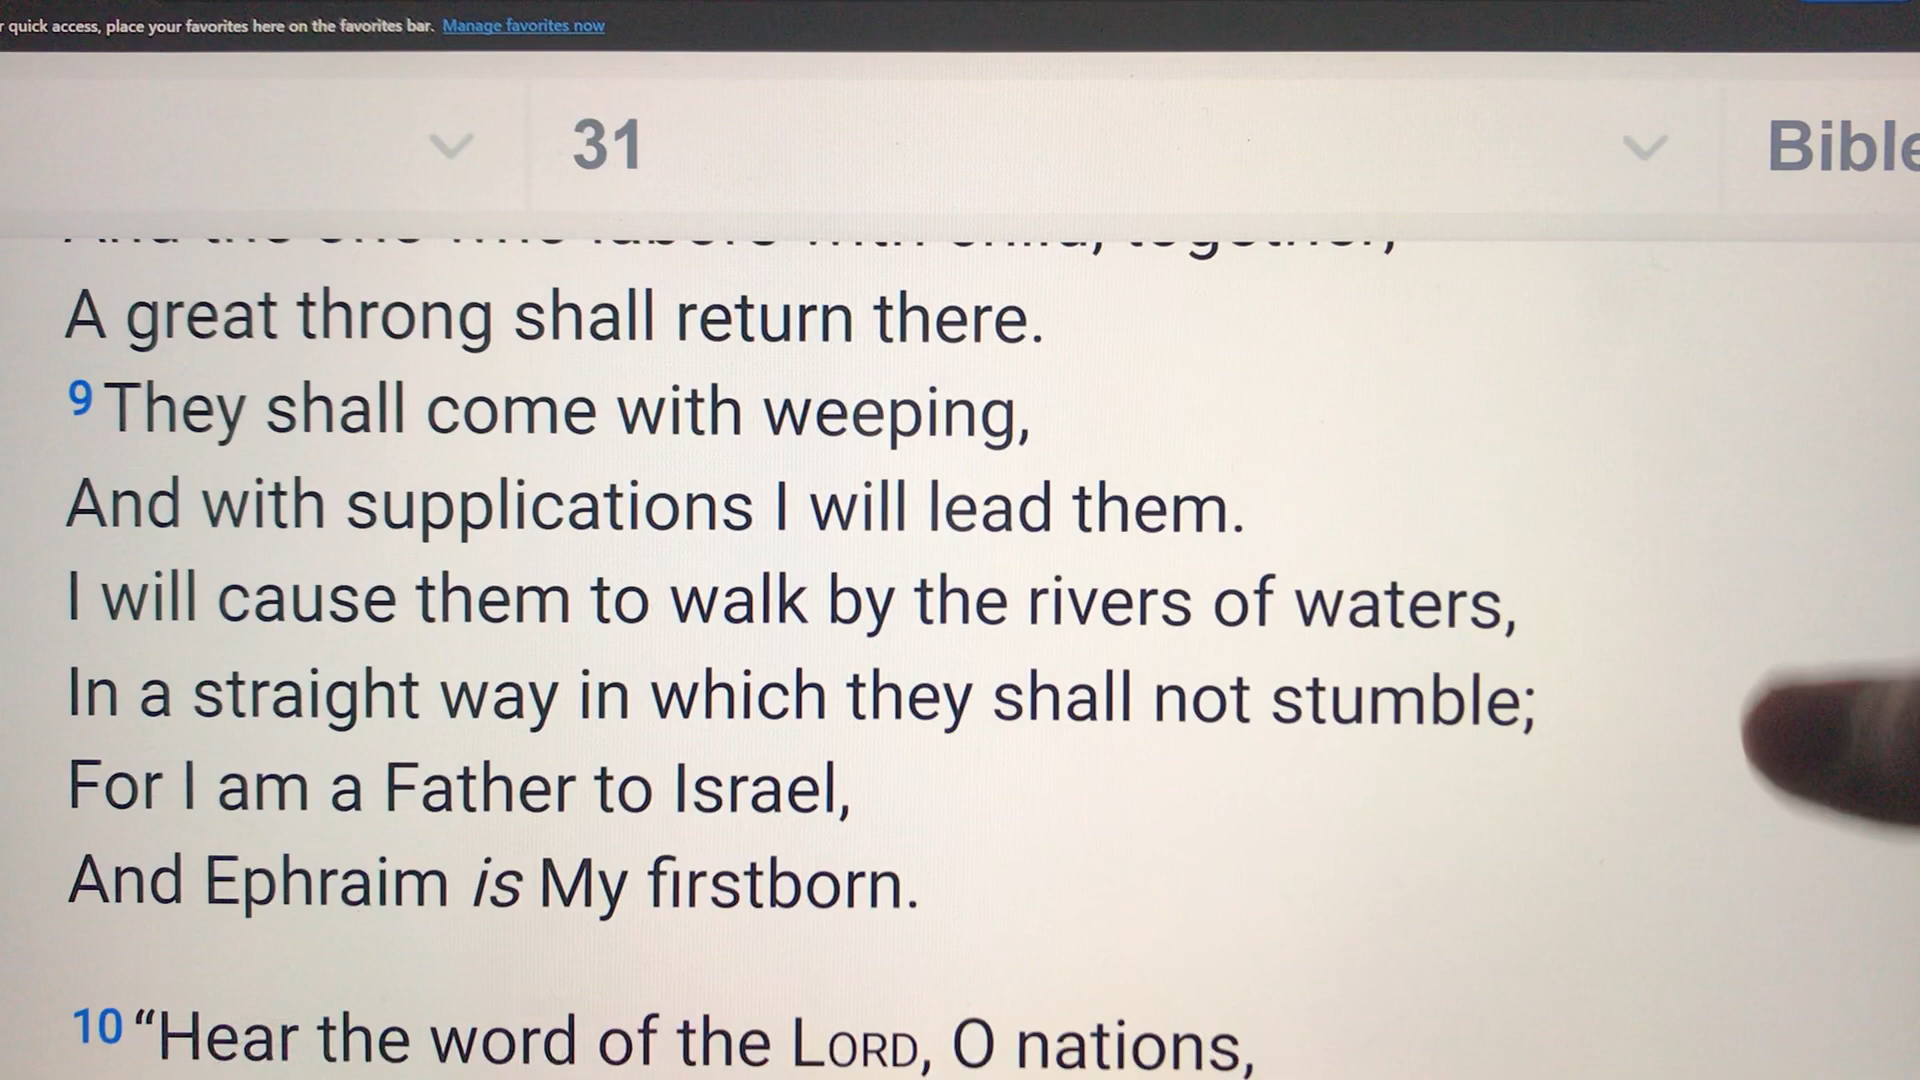 quick access, place your favorites here on the favorites bar. Manage favorites now
31
Bible
A great throng shall return there.
9 They shall come with weeping,
And with supplications I will lead them.
I will cause them to walk by the rivers of waters,
In a straight way in which they shall not stumble;
For I am a Father to Israel,
And Ephraim is My firstborn.
10 “Hear the word of the LORD, O nations,